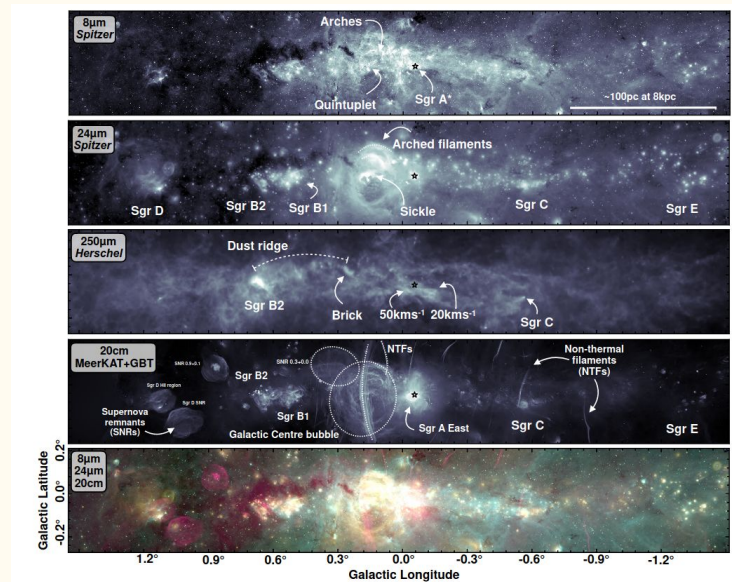 8µm
Spitzer
Arches
Quintuplet
Sgr A*
~100pc at 8kpc
24µm
Spitzer
Arched filaments
Sgr D
Sgr B2
Sgr B1
Sickle
Sgr C
Sgr E
250µm
Herschel
Dust ridge
Sgr B2
Brick
50kms⁻¹
20kms⁻¹
Sgr C
20cm
MeerKAT+GBT
SNR 0.9+0.1
Sgr D HII region
Sgr D SNR
Supernova
remnants
(SNRs)
Sgr B2
Sgr B1
SNR 0.3+0.0
Galactic Centre bubble
NTFs
Sgr A East
Non-thermal
filaments
(NTFs)
Sgr C
Sgr E
8µm
24µm
20cm
Galactic Latitude
0.2°
0.0°
-0.2°
1.2°
0.9°
0.6°
0.3°
0.0°
-0.3°
-0.6°
-0.9°
-1.2°
Galactic Longitude